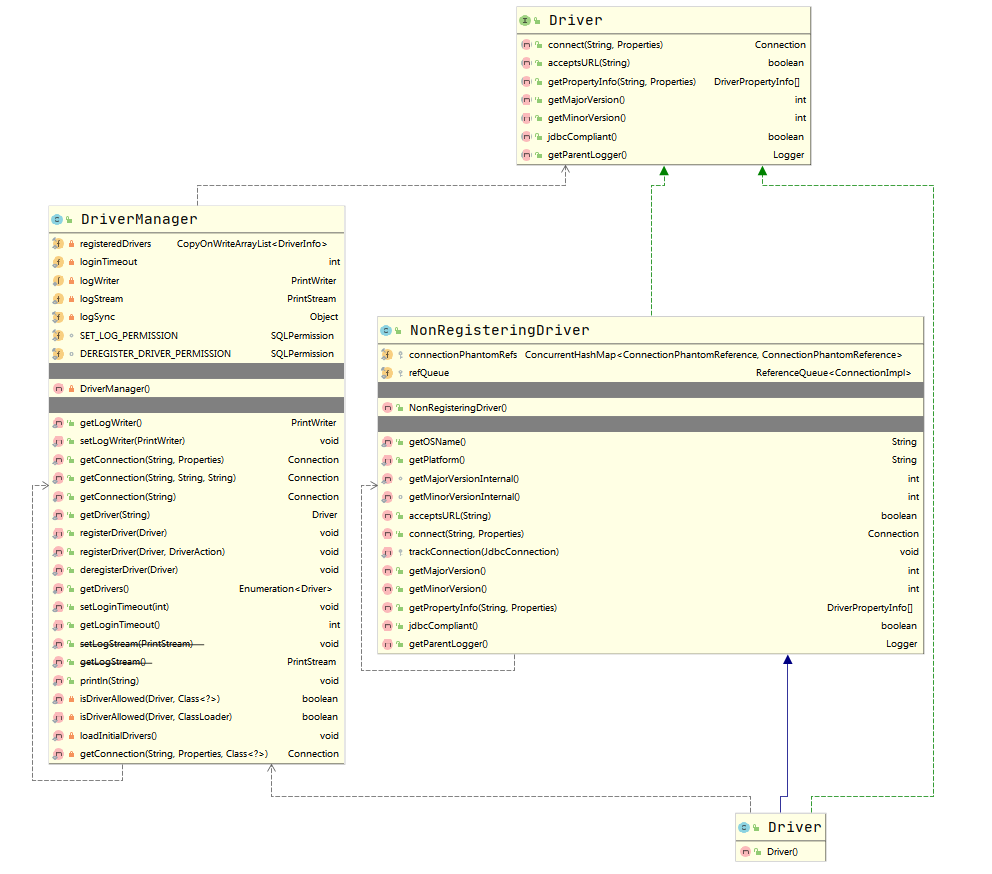 Driver
connect(String, Properties) Connection
acceptsURL(String) boolean
getPropertyInfo(String, Properties) DriverPropertyInfo[]
getMajorVersion() int
getMinorVersion() int
jdbcCompliant() boolean
getParentLogger() Logger
DriverManager
registeredDrivers CopyOnWriteArrayList<DriverInfo>
loginTimeout int
logWriter PrintWriter
logStream PrintStream
logSync Object
SET_LOG_PERMISSION SQLPermission
DEREGISTER_DRIVER_PERMISSION SQLPermission
DriverManager()
getLogWriter() PrintWriter
setLogWriter(PrintWriter) void
getConnection(String, Properties) Connection
getConnection(String, String, String) Connection
getConnection(String) Connection
getDriver(String) Driver
registerDriver(Driver) void
registerDriver(Driver, DriverAction) void
deregisterDriver(Driver) void
getDrivers() Enumeration<Driver>
setLoginTimeout(int) void
getLoginTimeout() int
setLogStream(PrintStream) void
getLogStream() PrintStream
println(String) void
isDriverAllowed(Driver, Class<?>) boolean
isDriverAllowed(Driver, ClassLoader) boolean
loadInitialDrivers() void
getConnection(String, Properties, Class<?>) Connection
NonRegisteringDriver
connectionPhantomRefs ConcurrentHashMap<ConnectionPhantomReference, ConnectionPhantomReference>
refQueue ReferenceQueue<ConnectionImpl>
NonRegisteringDriver()
getOSName() String
getPlatform() String
getMajorVersionInternal() int
getMinorVersionInternal() int
acceptsURL(String) boolean
connect(String, Properties) Connection
trackConnection(JdbcConnection) void
getMajorVersion() int
getMinorVersion() int
getPropertyInfo(String, Properties) DriverPropertyInfo[]
jdbcCompliant() boolean
getParentLogger() Logger
Driver
Driver()